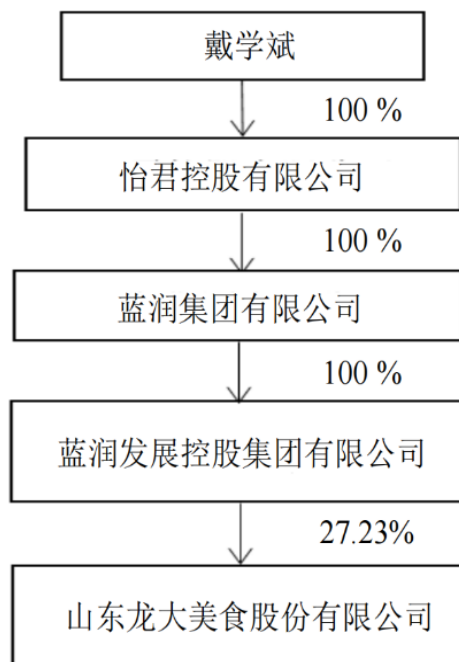 戴学斌
100 %
怡君控股有限公司
100 %
蓝润集团有限公司
100 %
蓝润发展控股集团有限公司
27.23%
山东龙大美食股份有限公司